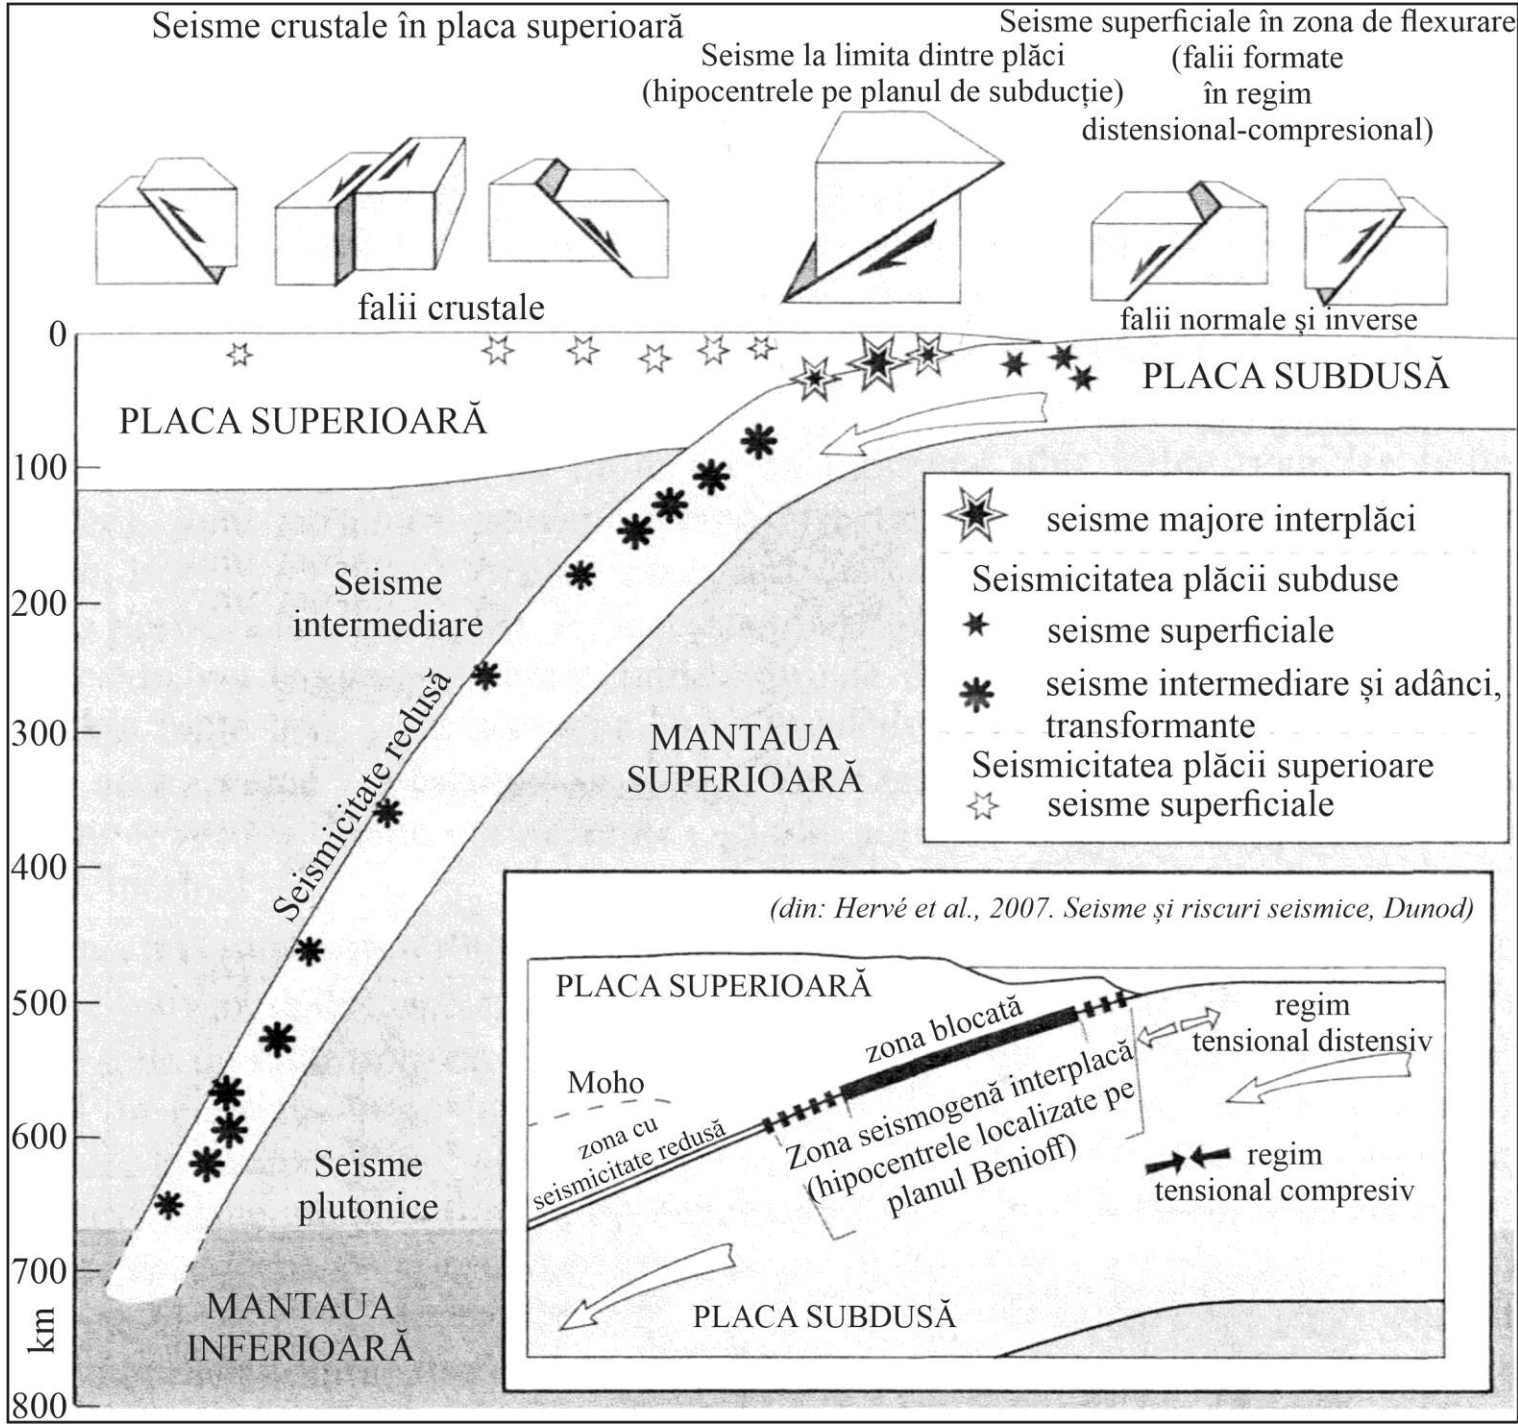 Seisme crustale în placa superioară
Seisme la limita dintre plăci
(hipocentrele pe planul de subducție)
Seisme superficiale în zona de flexurare
(falii formate
în regim
distensional-compresional)
falii crustale
falii normale și inverse
0
100
200
300
400
500
600
700
800
km
PLACA SUPERIOARĂ
PLACA SUBDUSĂ
Seisme
intermediare
Seismicitate redusă
MANTAUA
SUPERIOARĂ
Seisme
plutonice
MANTAUA
INFERIOARĂ
seisme majore interplăci
Seismicitatea plăcii subduse
seisme superficiale
seisme intermediare și adânci,
transformante
Seismicitatea plăcii superioare
seisme superficiale
(din: Hervé et al., 2007. Seisme și riscuri seismice, Dunod)
PLACA SUPERIOARĂ
zona blocată
regim
tensional distensiv
Moho
zona cu
seismicitate redusă
Zona seismogenă interplacă
(hipocentrele localizate pe
planul Benioff)
regim
tensional compresiv
PLACA SUBDUSĂ